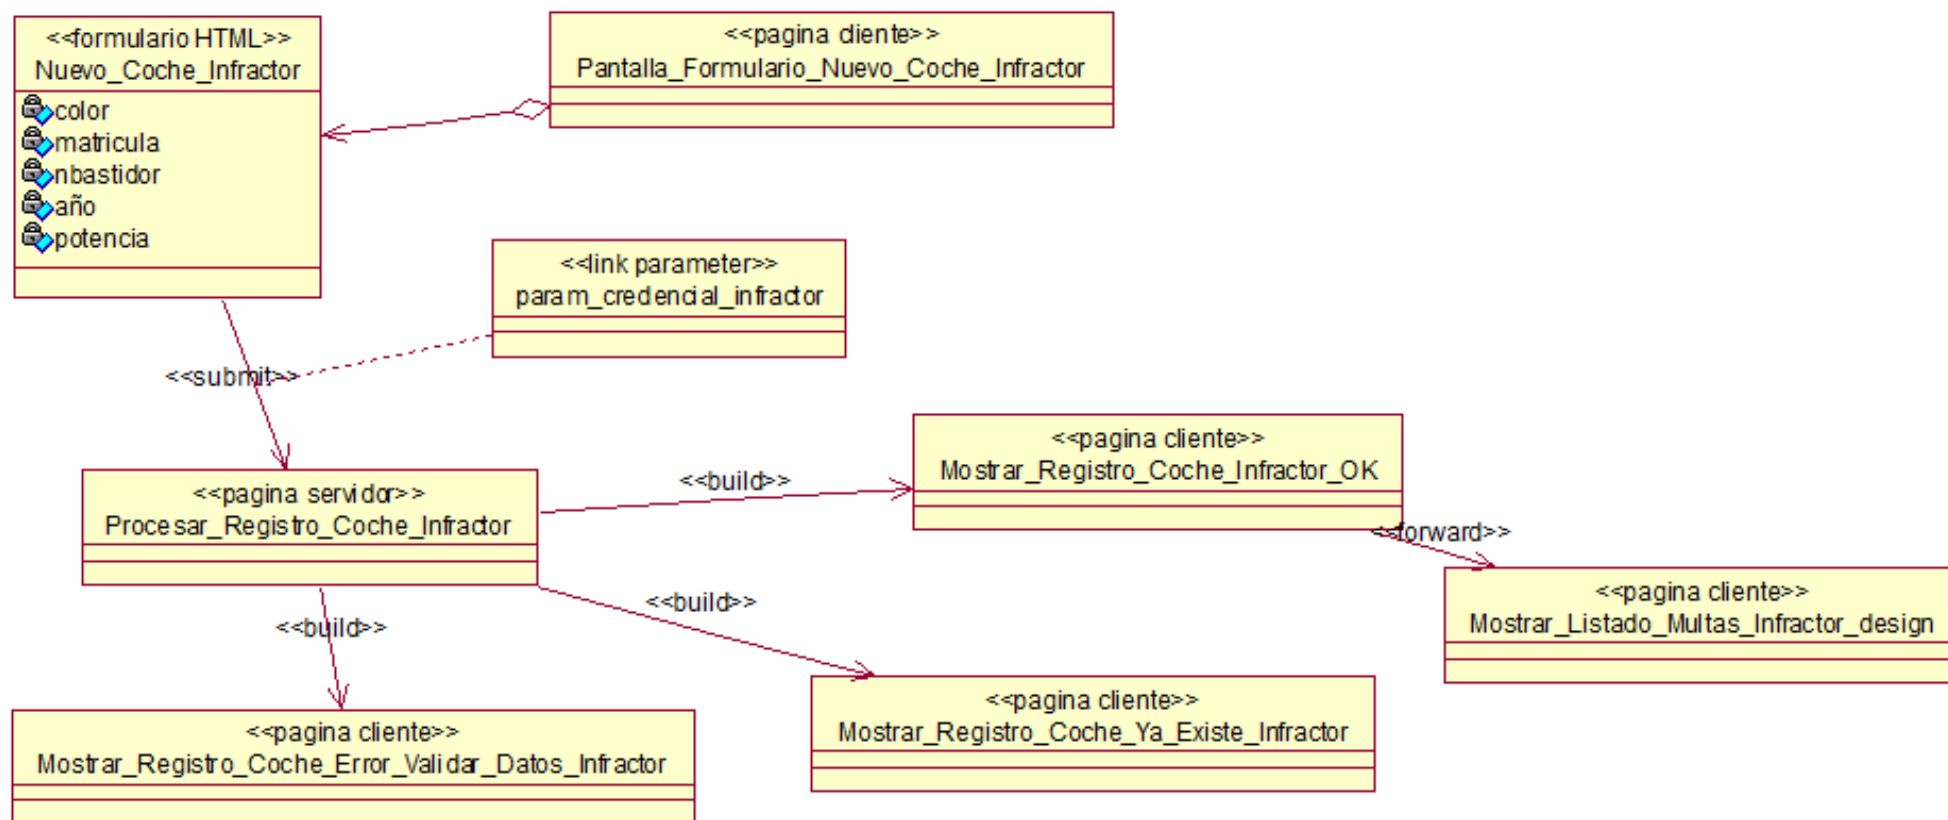 <<formulario HTML>>
Nuevo_Coche_Infractor
color
matricula
nbastidor
año
potencia
<<pagina cliente>>
Pantalla_Formulario_Nuevo_Coche_Infractor
<<link parameter>>
param_credencial_infractor
<<submit>>
<<pagina servidor>>
Procesar_Registro_Coche_Infractor
<<build>>
<<pagina cliente>>
Mostrar_Registro_Coche_Infractor_OK
<<forward>>
<<pagina cliente>>
Mostrar_Listado_Multas_Infractor_design
<<build>>
<<build>>
<<pagina cliente>>
Mostrar_Registro_Coche_Ya_Existe_Infractor
<<pagina cliente>>
Mostrar_Registro_Coche_Error_Validar_Datos_Infractor